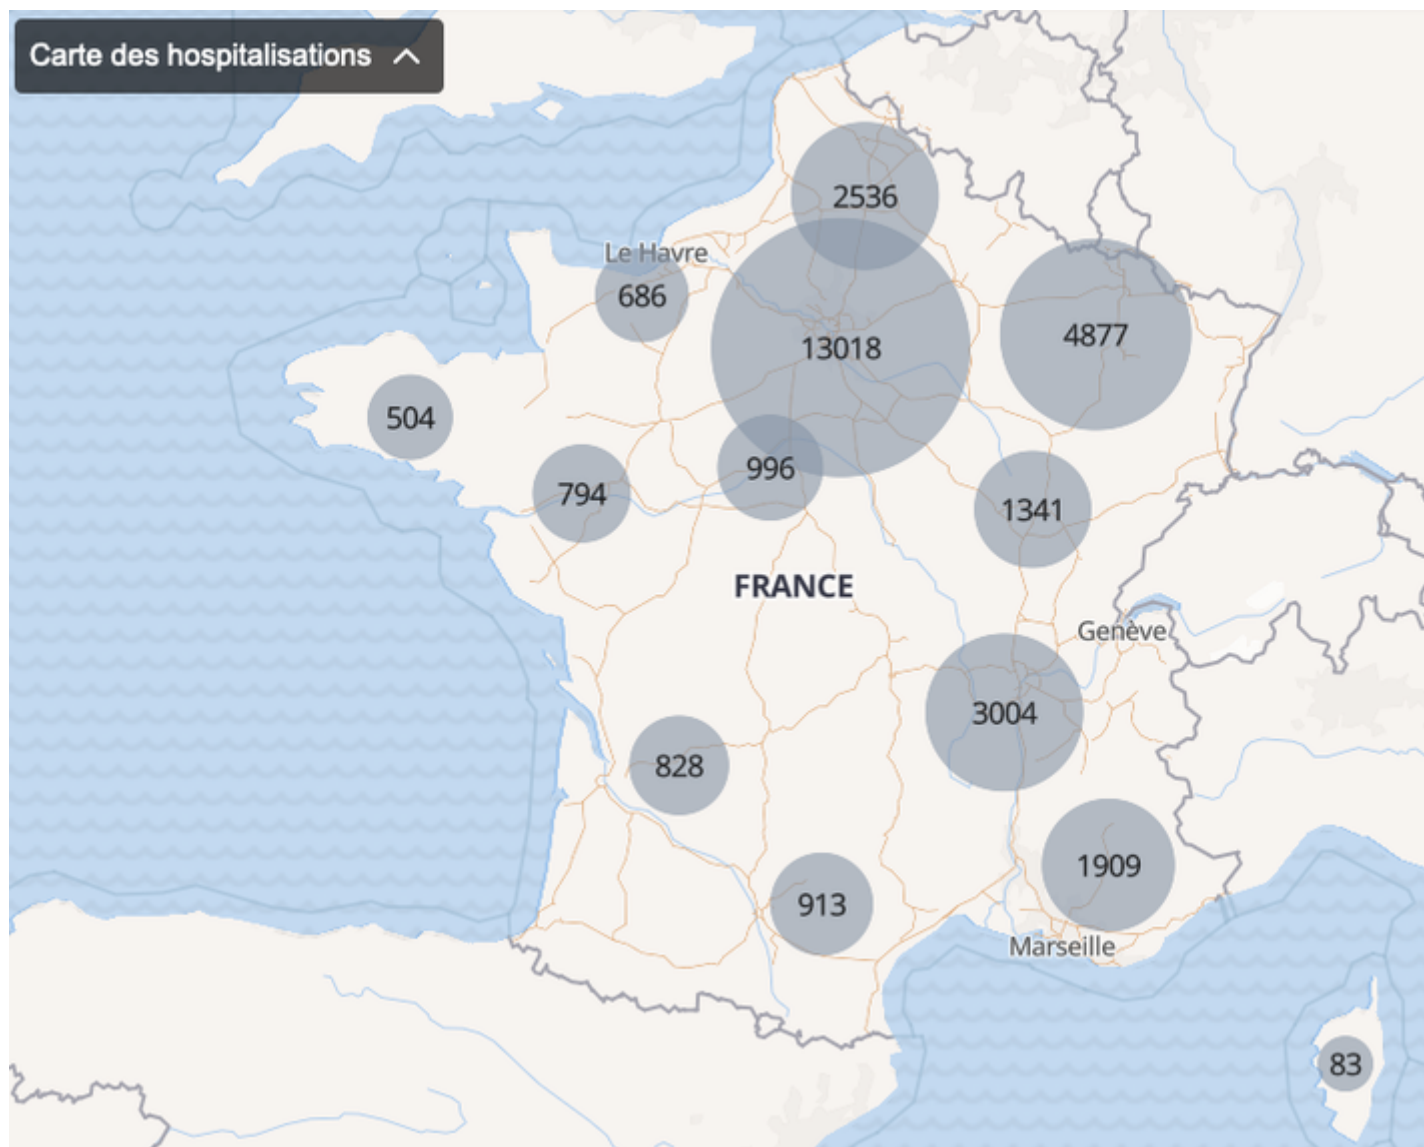 Carte des hospitalisations
2536
Le Havre
686
13018
4877
504
996
794
1341
FRANCE
Genève
3004
828
1909
913
Marseille
83